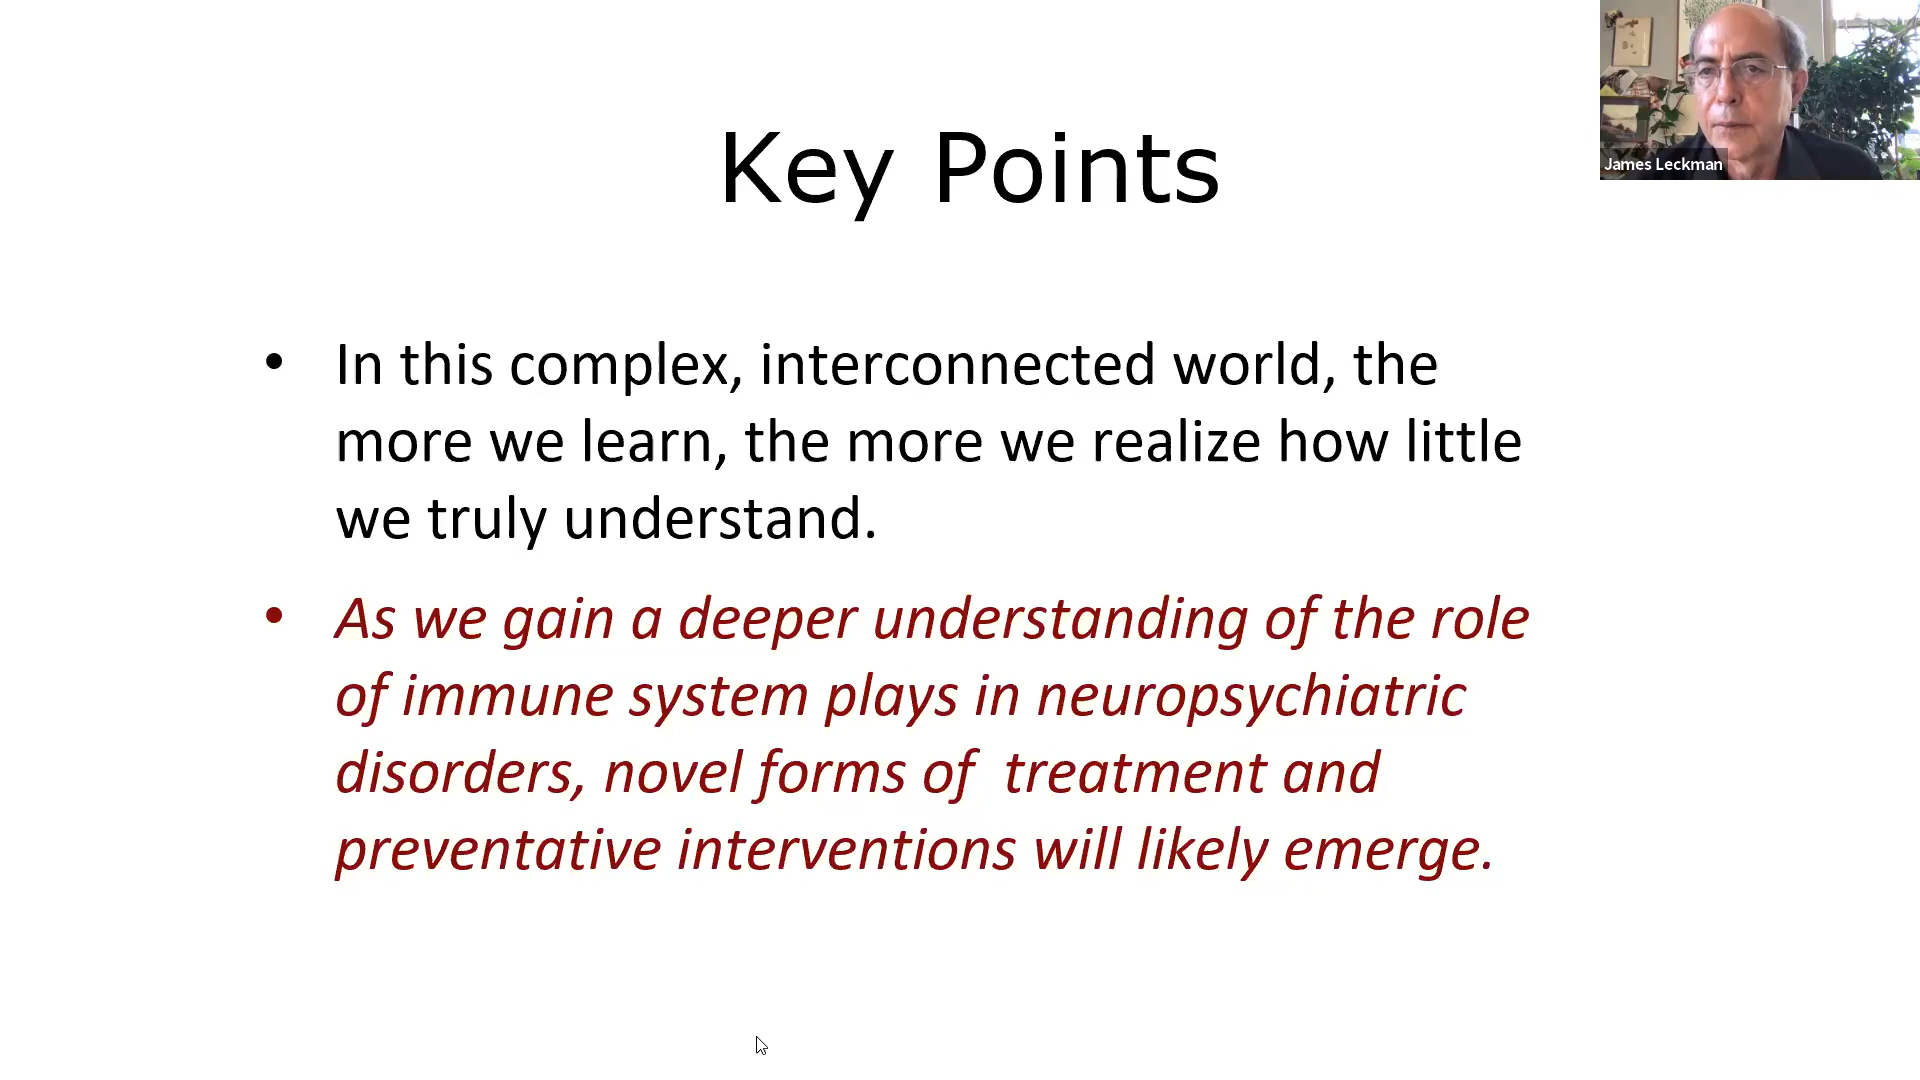 James Leckman
Key Points
• In this complex, interconnected world, the
more we learn, the more we realize how little
we truly understand.
• As we gain a deeper understanding of the role
of immune system plays in neuropsychiatric
disorders, novel forms of  treatment and
preventative interventions will likely emerge.